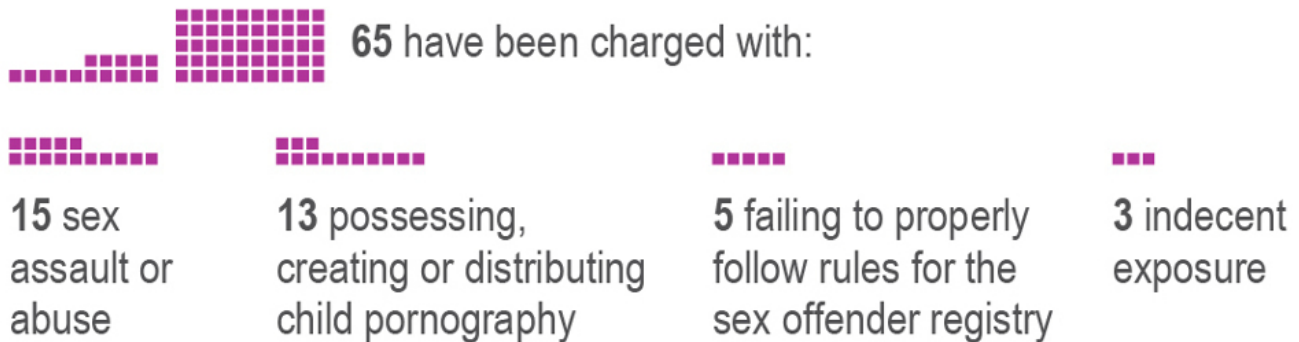 65 have been charged with:
15 sex
assault or
abuse
13 possessing,
creating or distributing
child pornography
5 failing to properly
follow rules for the
sex offender registry
3 indecent
exposure